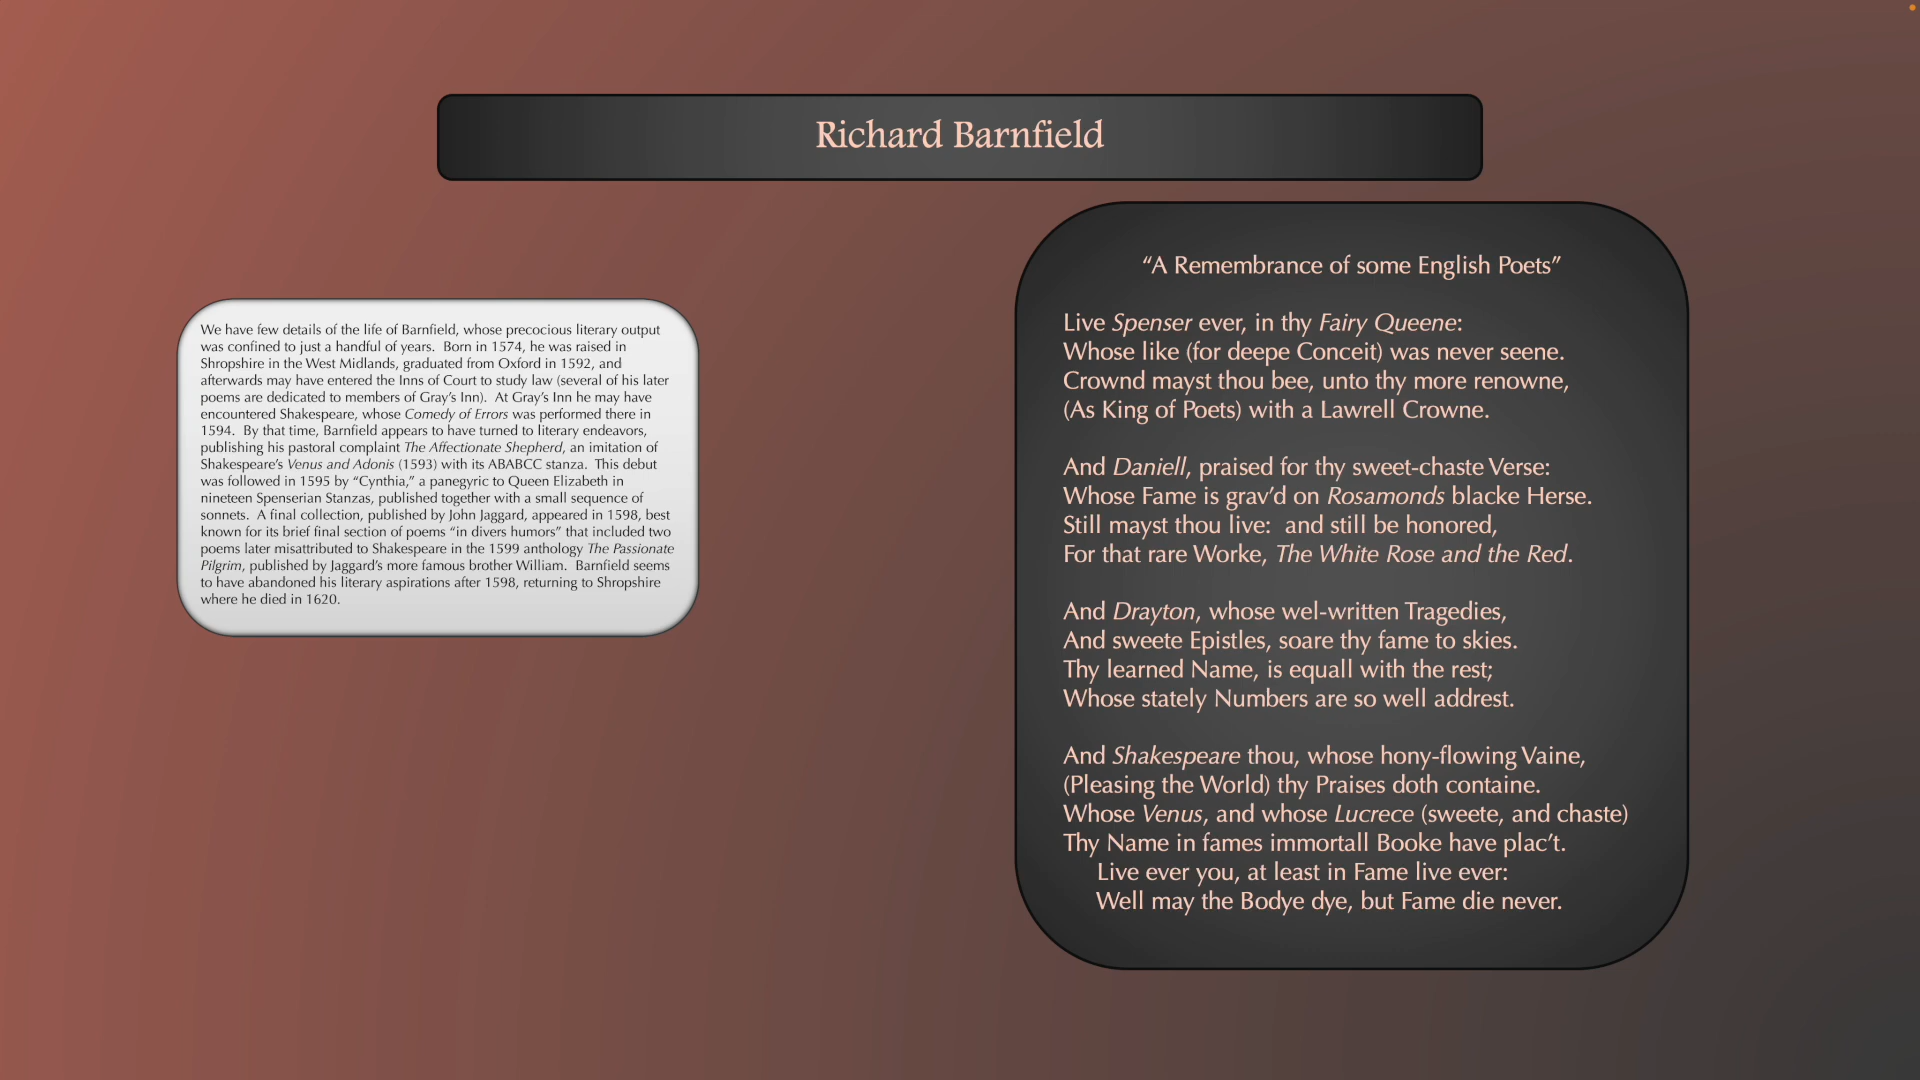 Richard Barnfield
We have few details of the life of Barnfield, whose precocious literary output
was confined to just a handful of years.  Born in 1574, he was raised in
Shropshire in the West Midlands, graduated from Oxford in 1592, and
afterwards may have entered the Inns of Court to study law (several of his later
poems are dedicated to members of Gray’s Inn).  At Gray’s Inn he may have
encountered Shakespeare, whose Comedy of Errors was performed there in
1594.  By that time, Barnfield appears to have turned to literary endeavors,
publishing his pastoral complaint The Affectionate Shepherd, an imitation of
Shakespeare’s Venus and Adonis (1593) with its ABABCC stanza.  This debut
was followed in 1595 by “Cynthia,” a panegyric to Queen Elizabeth in
nineteen Spenserian Stanzas, published together with a small sequence of
sonnets.  A final collection, published by John Jaggard, appeared in 1598, best
known for its brief final section of poems “in divers humors” that included two
poems later misattributed to Shakespeare in the 1599 anthology The Passionate
Pilgrim, published by Jaggard’s more famous brother William.  Barnfield seems
to have abandoned his literary aspirations after 1598, returning to Shropshire
where he died in 1620.
“A Remembrance of some English Poets”
Live Spenser ever, in thy Fairy Queene:
Whose like (for deepe Conceit) was never seene.
Crownd mayst thou bee, unto thy more renowne,
(As King of Poets) with a Lawrell Crowne.
And Daniell, praised for thy sweet-chaste Verse:
Whose Fame is grav’d on Rosamonds blacke Herse.
Still mayst thou live:  and still be honored,
For that rare Worke, The White Rose and the Red.
And Drayton, whose wel-written Tragedies,
And sweete Epistles, soare thy fame to skies.
Thy learned Name, is equall with the rest;
Whose stately Numbers are so well addrest.
And Shakespeare thou, whose hony-flowing Vaine,
(Pleasing the World) thy Praises doth containe.
Whose Venus, and whose Lucrece (sweete, and chaste)
Thy Name in fames immortall Booke have plac’t.
Live ever you, at least in Fame live ever:
Well may the Bodye dye, but Fame die never.